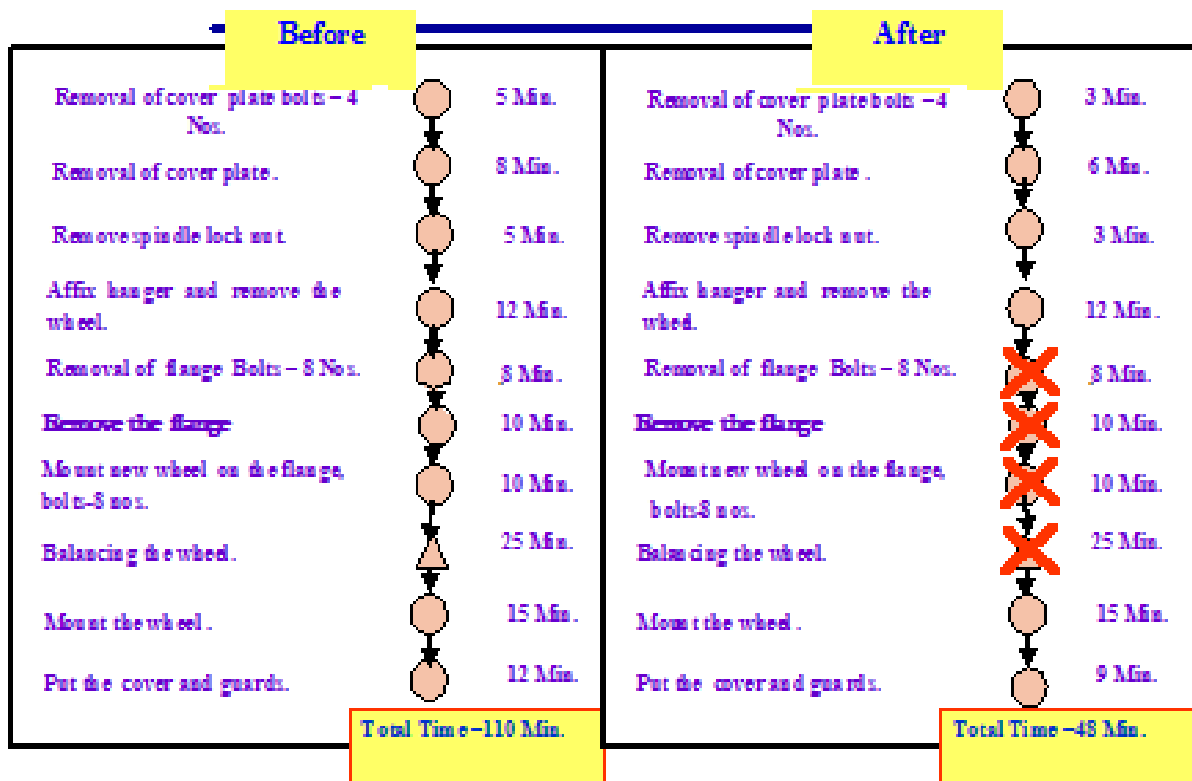 Before
Removal of cover plate bolts – 4
Nos.
5 Min.
Removal of cover plate.
8 Min.
Remove spindle lock nut.
5 Min.
Affix hanger and remove the
wheel.
12 Min.
Removal of flange Bolts – 8 Nos.
8 Min.
Remove the flange
10 Min.
Mount new wheel on the flange,
bolts-8 nos.
10 Min.
Balancing the wheel.
25 Min.
Mount the wheel.
15 Min.
Put the cover and guards.
12 Min.
Total Time –110 Min.
After
Removal of cover plate bolts – 4
Nos.
3 Min.
Removal of cover plate.
6 Min.
Remove spindle lock nut.
3 Min.
Affix hanger and remove the
wheel.
12 Min.
Removal of flange Bolts – 8 Nos.
8 Min.
Remove the flange
10 Min.
Mount new wheel on the flange,
bolts-8 nos.
10 Min.
Balancing the wheel.
25 Min.
Mount the wheel.
15 Min.
Put the cover and guards.
9 Min.
Total Time –48 Min.